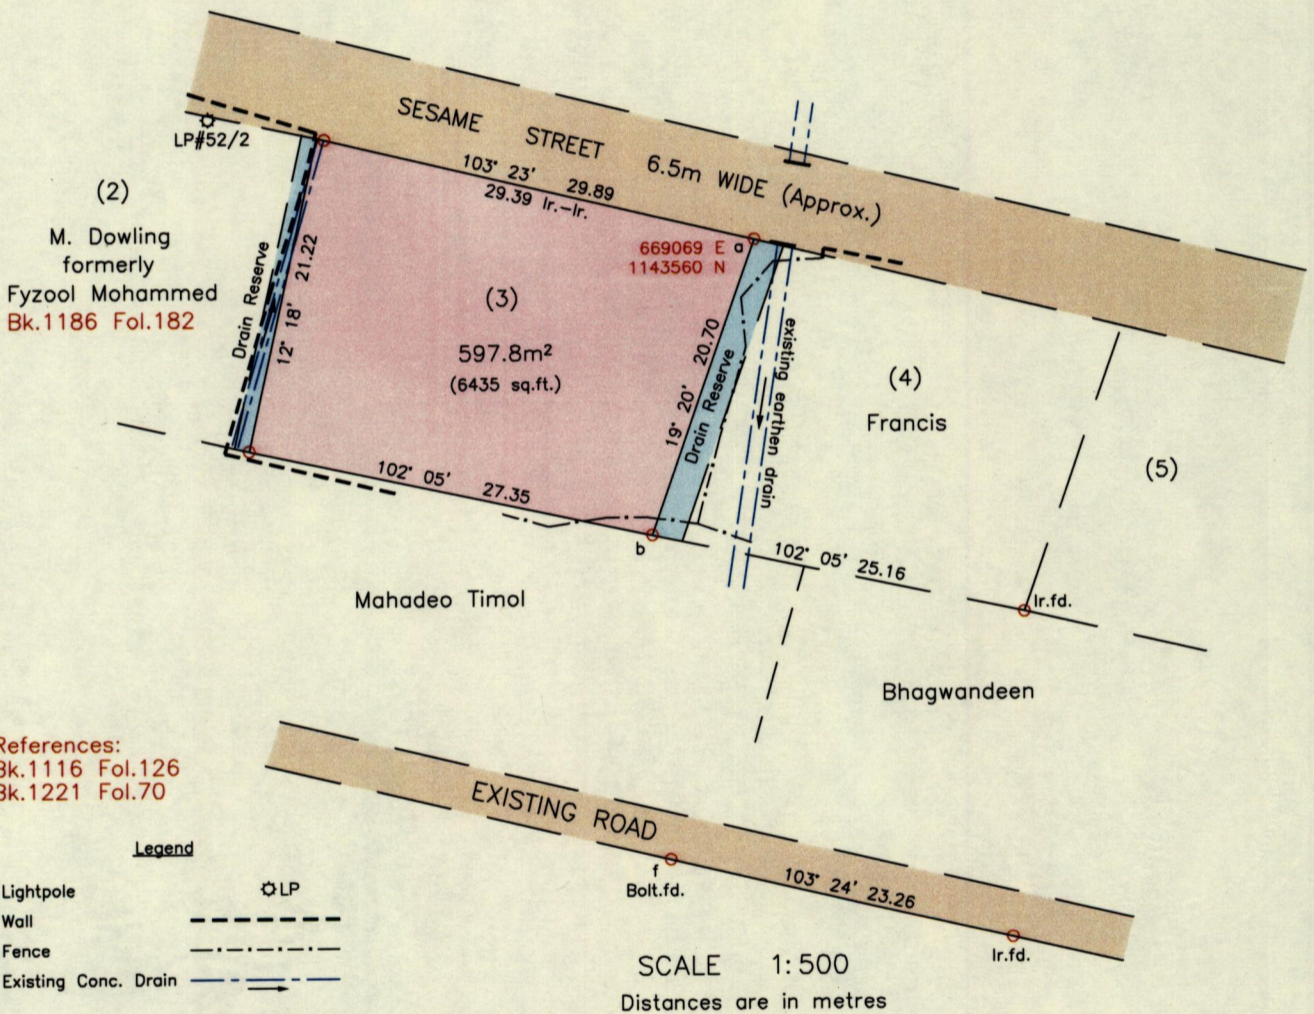 SESAME STREET 6.5m WIDE (Approx.)
LP#52/2
103° 23' 29.89
29.39 Ir.-Ir.
(2)
M. Dowling
formerly
Fyzool Mohammed
Bk.1186 Fol.182
Drain Reserve
12° 18' 21.22
669069 E a
1143560 N
(3)
597.8m²
(6435 sq.ft.)
19° 20' 20.70
Drain Reserve
existing earthen drain
(4)
Francis
(5)
102° 05' 27.35
b
102° 05' 25.16
Ir.fd.
Mahadeo Timol
Bhagwandeen
References:
Bk.1116 Fol.126
Bk.1221 Fol.70
EXISTING ROAD
f
Bolt.fd.
103° 24' 23.26
Ir.fd.
Legend
Lightpole LP
Wall
Fence
Existing Conc. Drain
SCALE 1:500
Distances are in metres